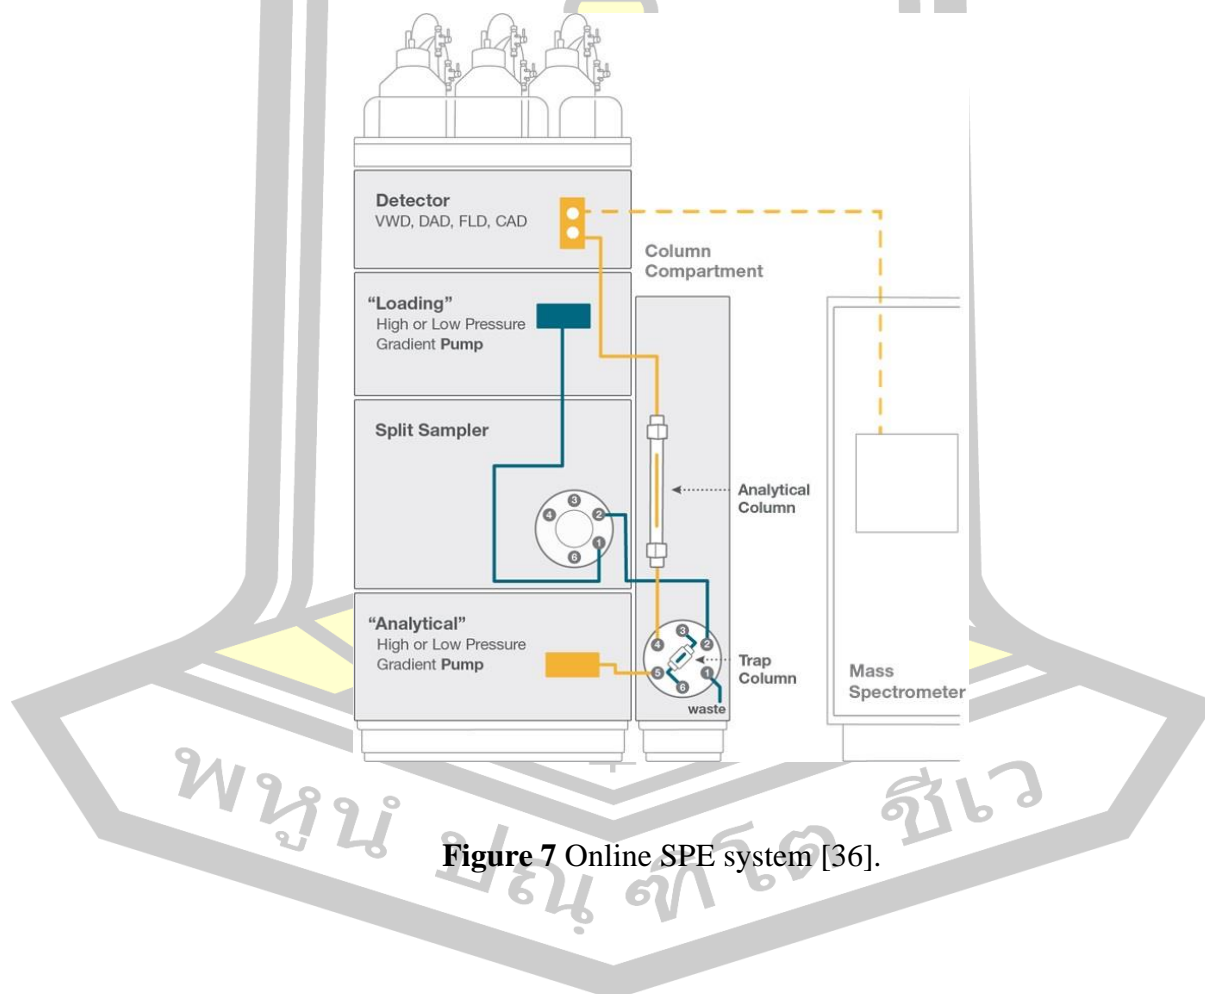 Detector
VWD, DAD, FLD, CAD
Column
Compartment
“Loading”
High or Low Pressure
Gradient Pump
Split Sampler
3
4
2
1
6
Analytical
Column
“Analytical”
High or Low Pressure
Gradient Pump
3
4
2
5
1
6
waste
Trap
Column
Mass
Spectrometer
พหูนํ ปณฺฑิโต ชีเว
Figure 7 Online SPE system [36].